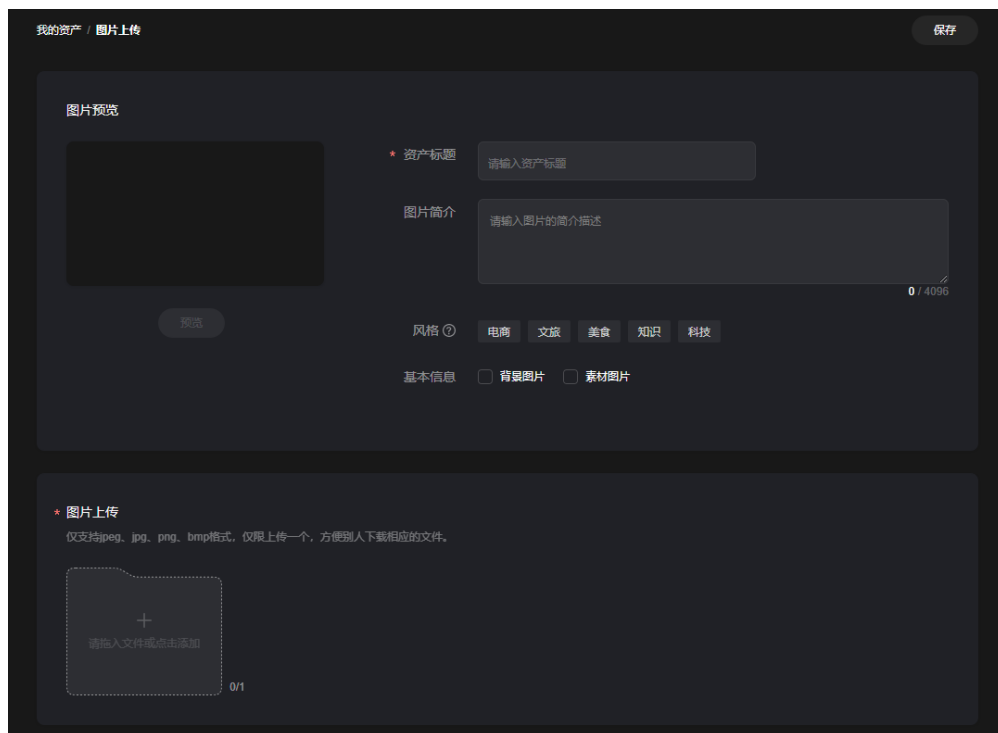 我的资产 / 图片上传
保存
图片预览
* 资产标题
请输入资产标题
图片简介
请输入图片的简介描述
0 / 4096
预览
风格 ?
电商 文旅 美食 知识 科技
基本信息
背景图片 素材图片
* 图片上传
仅支持jpeg、jpg、png、bmp格式，仅限上传一个，方便别人下载相应的文件。
请拖入文件或点击添加
0/1